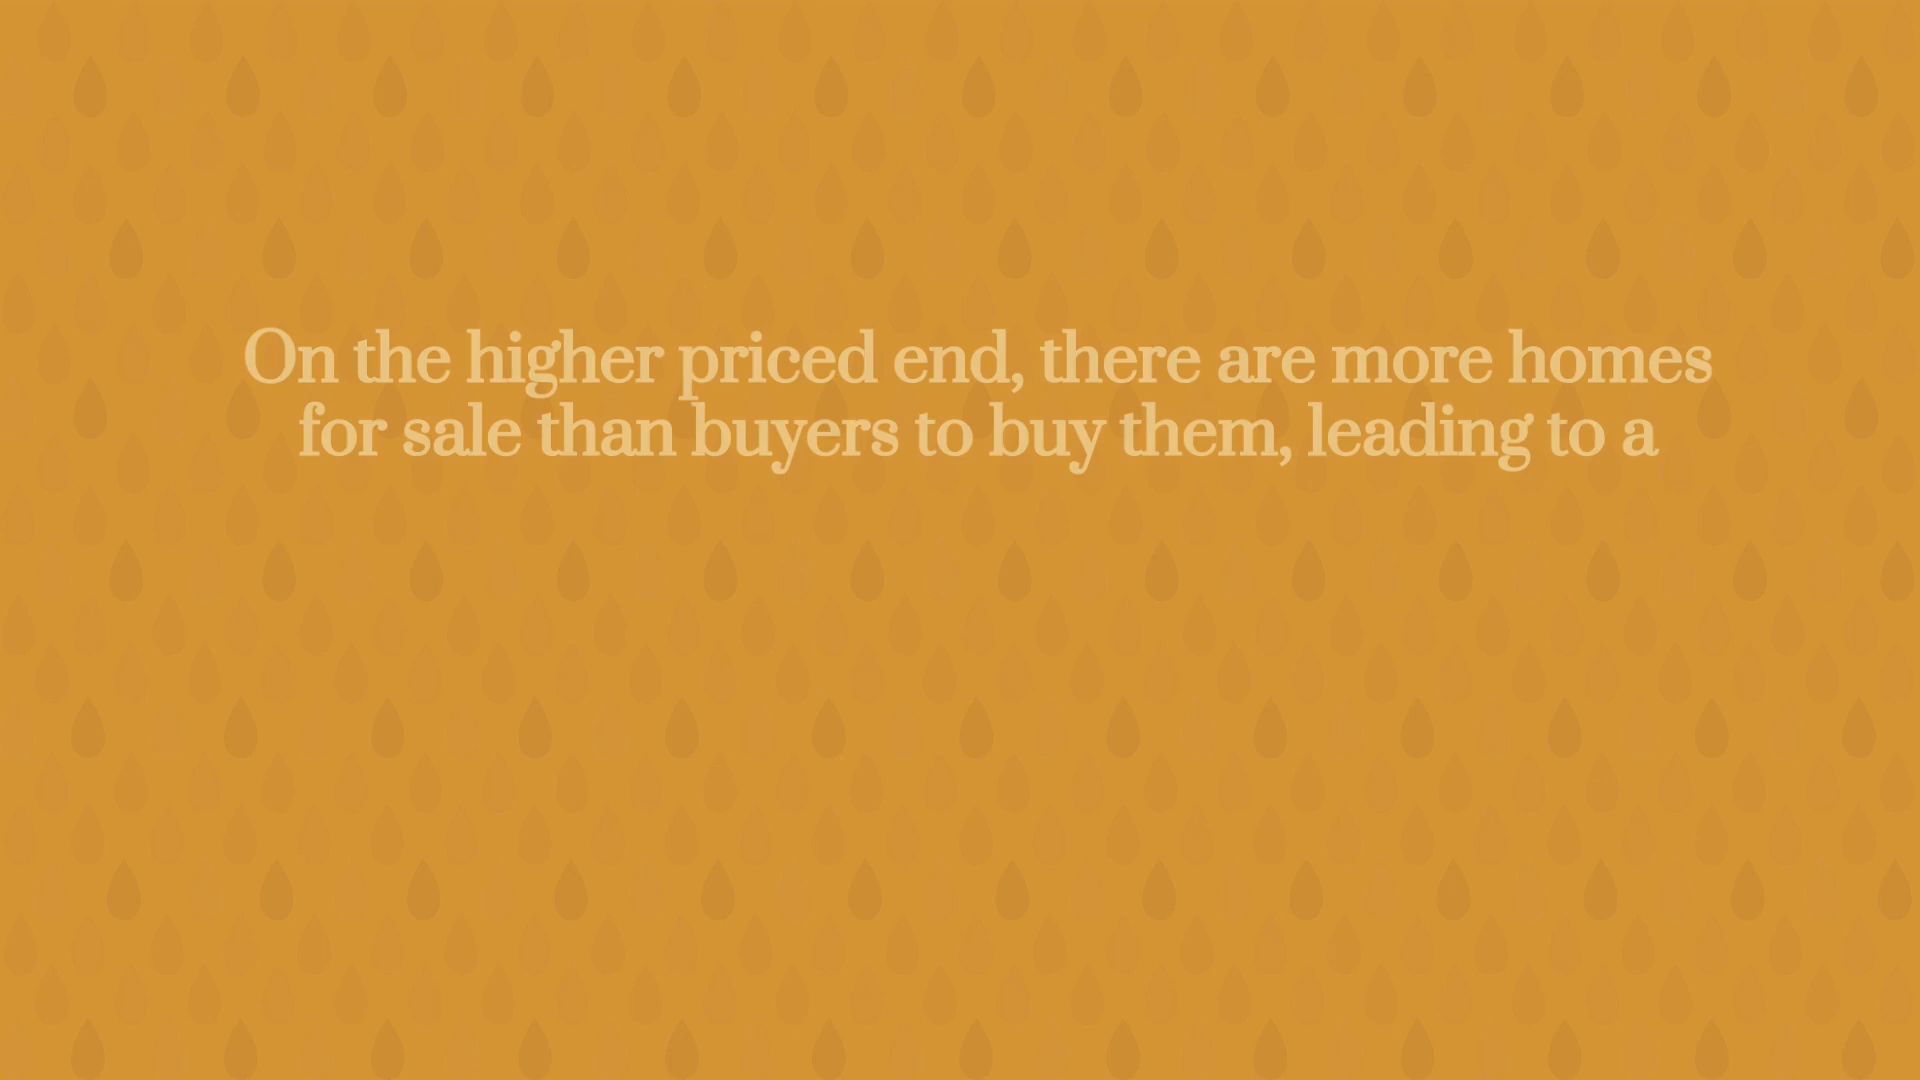 On the higher priced end, there are more homes
for sale than buyers to buy them, leading to a